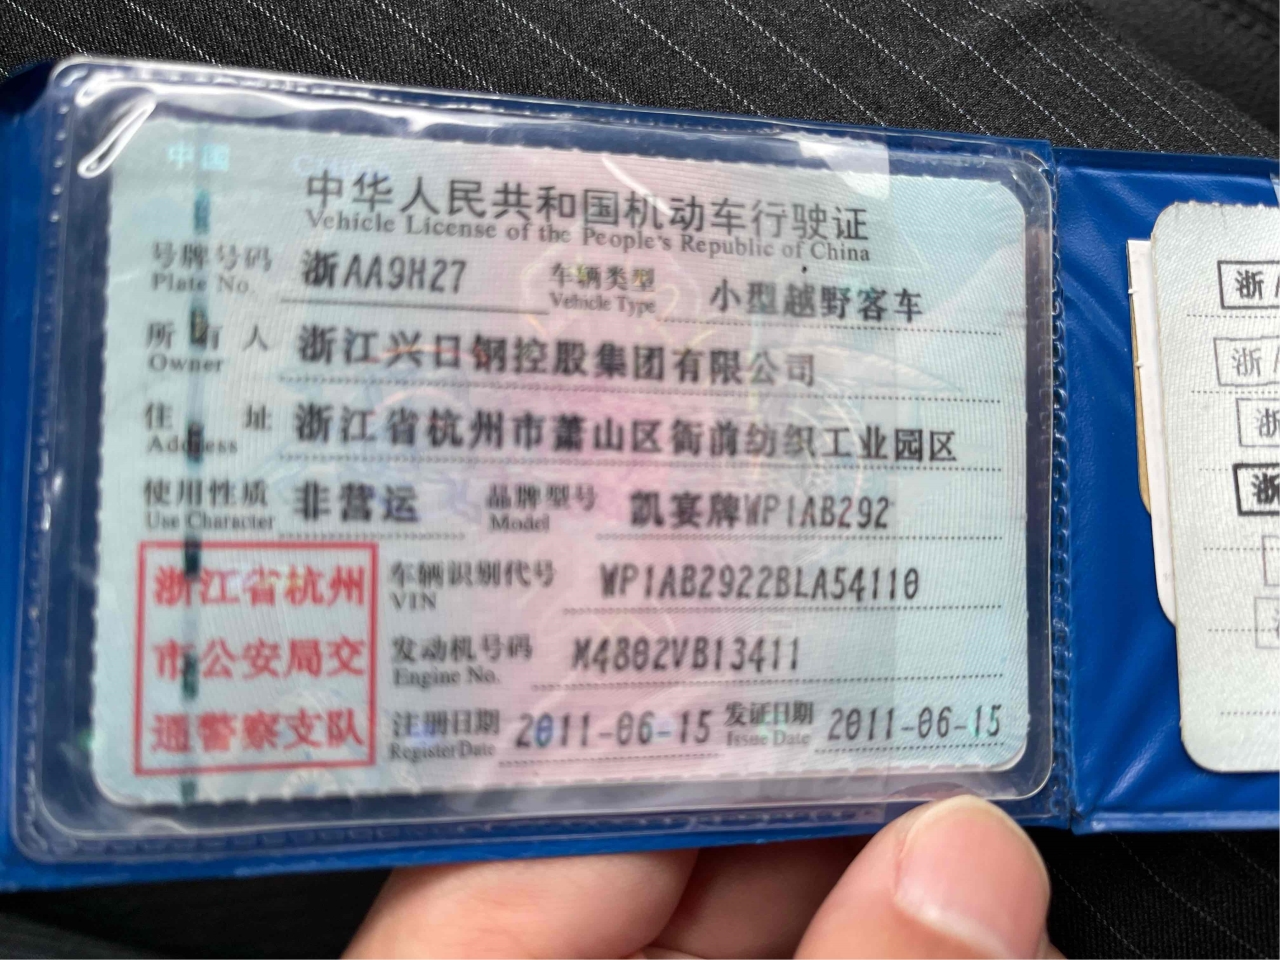 中国
中华人民共和国机动车行驶证
Vehicle License of the People's Republic of China
号牌号码 浙AA9H27 车辆类型 小型越野客车
Plate No. Vehicle Type
所有人 浙江兴日钢控股集团有限公司
Owner
住址 浙江省杭州市萧山区衙前纺织工业园区
Address
使用性质 非营运 品牌型号 凯宴牌WP1AB292
Use Character Model
浙江省杭州
市公安局交
通警察支队
车辆识别代号 WP1AB2922BLA54110
VIN
发动机号码 M4802VB13411
Engine No.
注册日期 2011-06-15 发证日期 2011-06-15
Register Date Issue Date
浙
浙
浙
浙